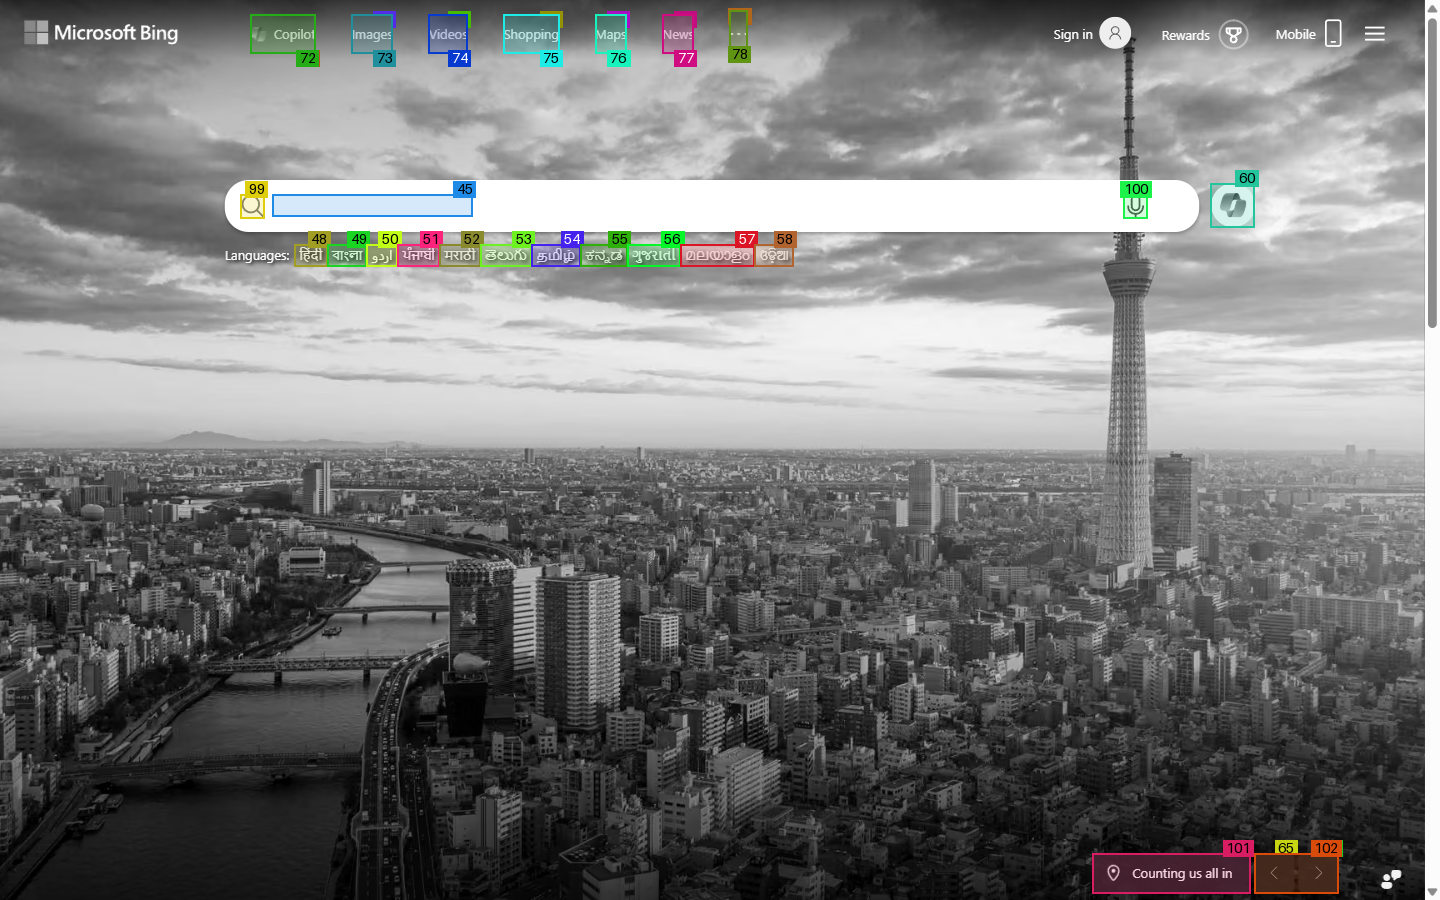 Microsoft Bing
Copilot
Images
Videos
Shopping
Maps
News
...
Sign in
Rewards
Mobile
72
73
74
75
76
77
78
99
45
100
60
48
49
50
51
52
53
54
55
56
57
58
Languages: हिंदी বাংলা اردو ਪੰਜਾਬੀ मराठी తెలుగు தமிழ் ಕನ್ನಡ ગુજરાતી മലയാളം ଓଡ଼ିଆ
101
65
102
Counting us all in